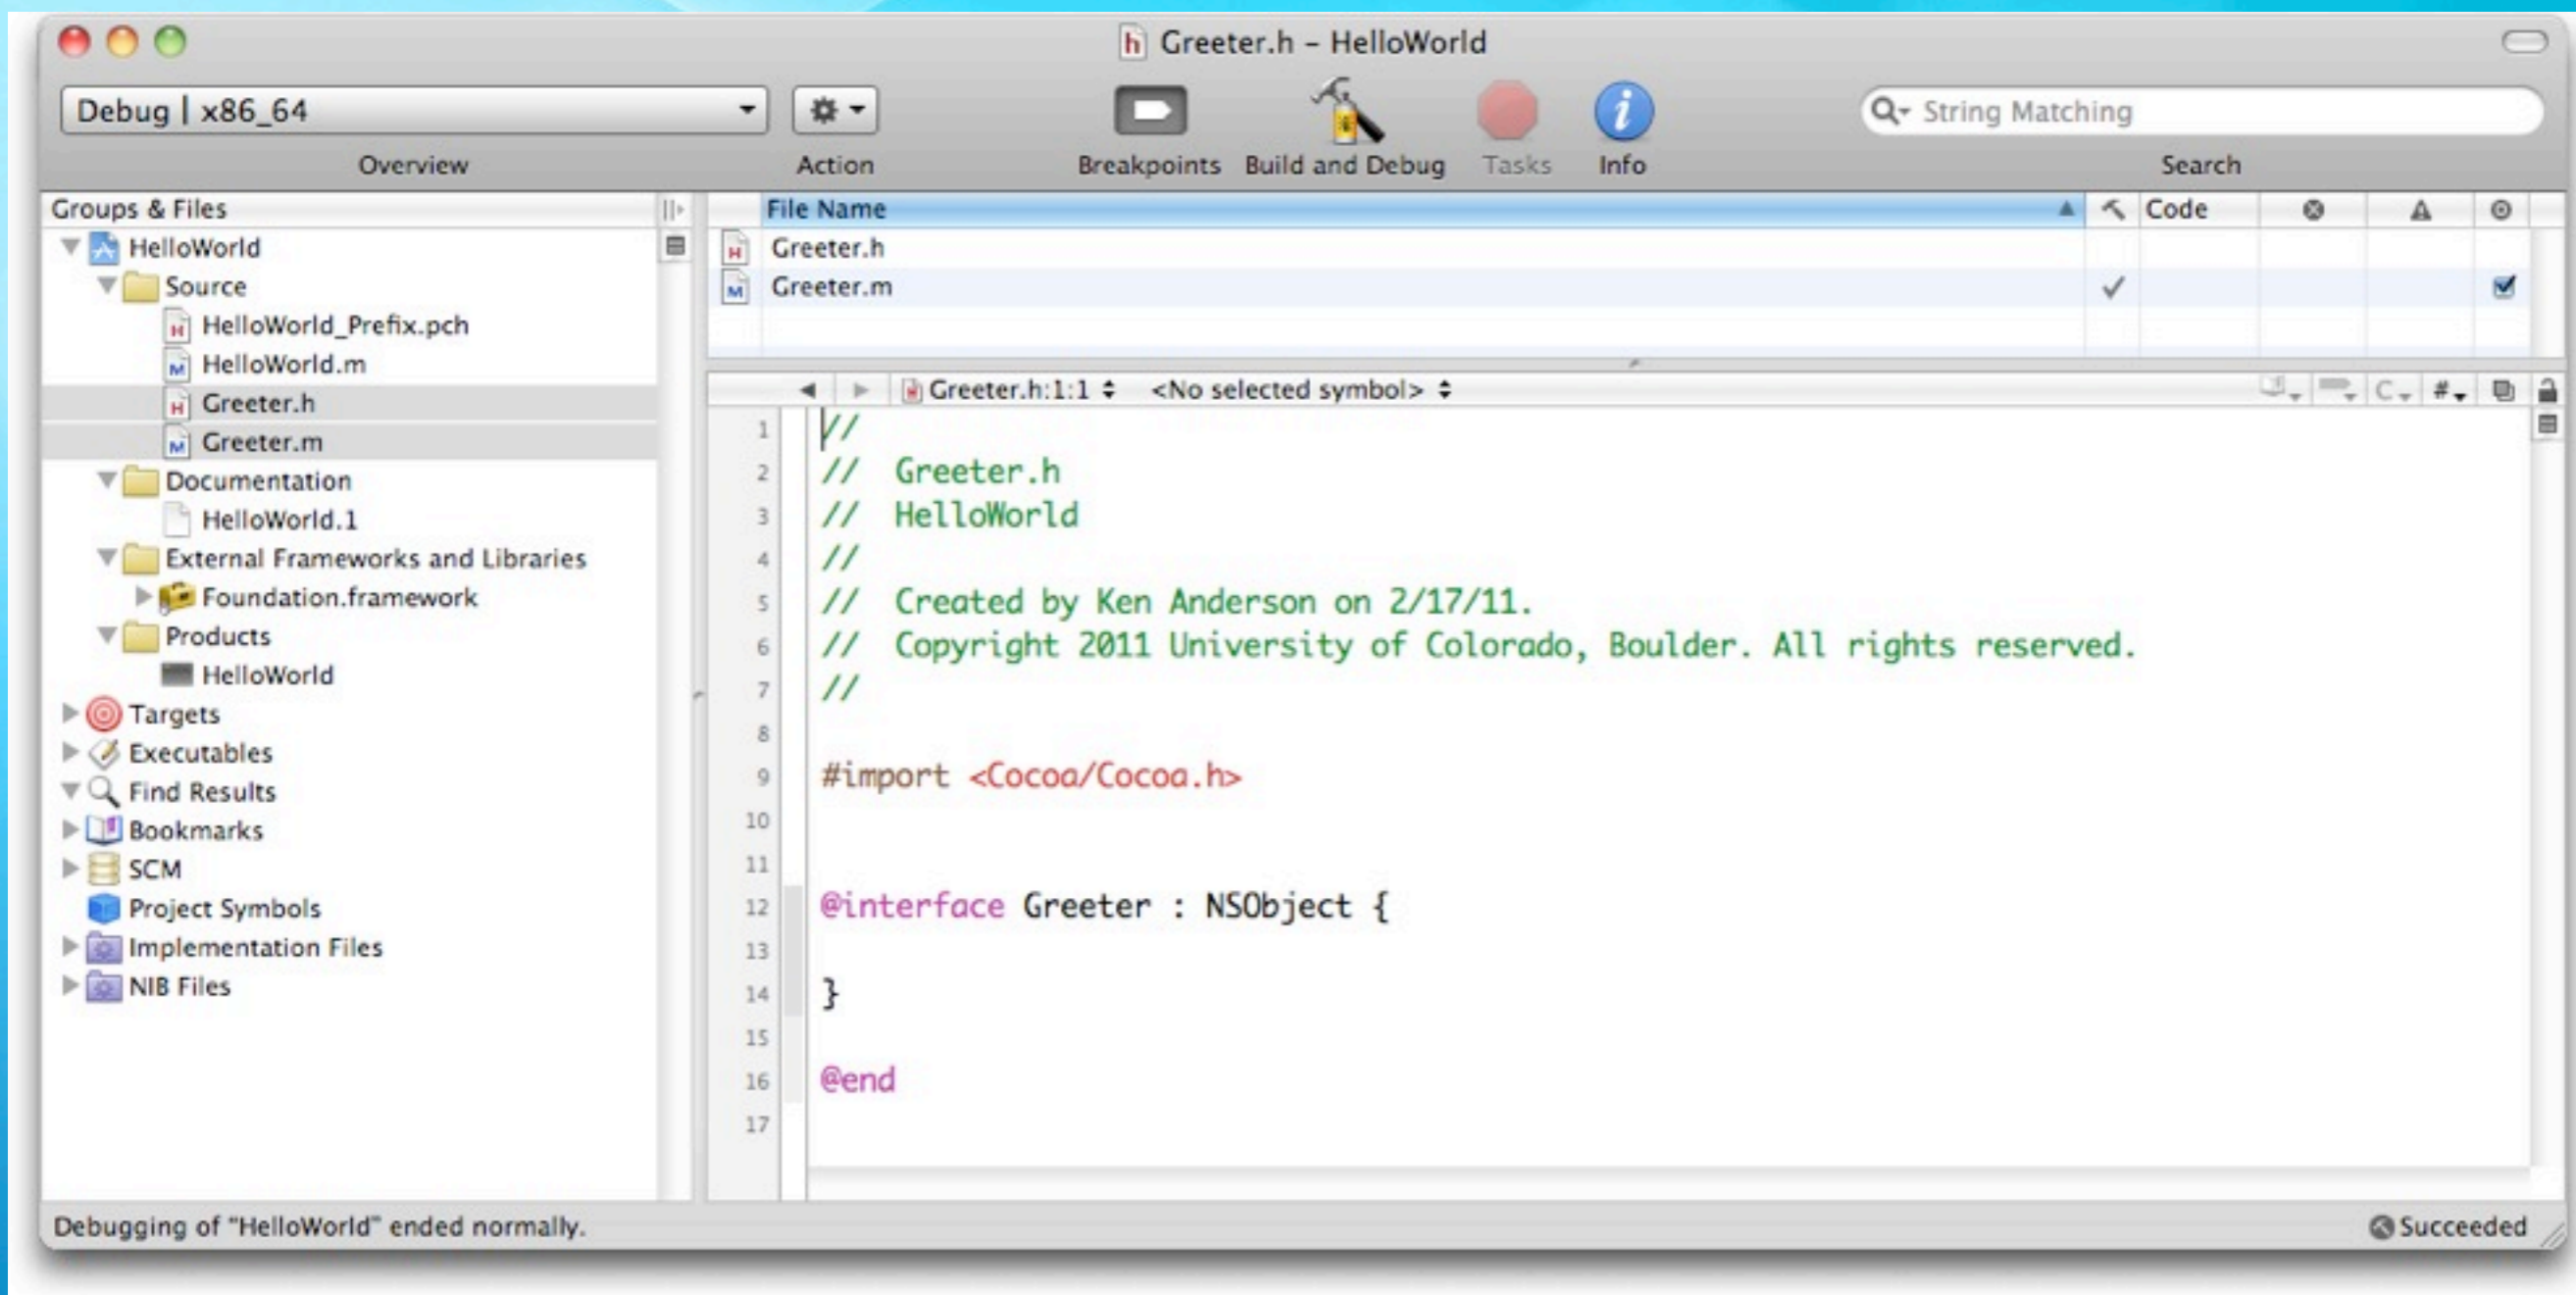 Greeter.h – HelloWorld
Debug | x86_64
String Matching
Overview
Action
Breakpoints
Build and Debug
Tasks
Info
Search
Groups & Files
HelloWorld
Source
HelloWorld_Prefix.pch
HelloWorld.m
Greeter.h
Greeter.m
Documentation
HelloWorld.1
External Frameworks and Libraries
Foundation.framework
Products
HelloWorld
Targets
Executables
Find Results
Bookmarks
SCM
Project Symbols
Implementation Files
NIB Files
File Name
Code
Greeter.h
Greeter.m
Greeter.h:1:1 <No selected symbol>
C #
1 //
2 // Greeter.h
3 // HelloWorld
4 //
5 // Created by Ken Anderson on 2/17/11.
6 // Copyright 2011 University of Colorado, Boulder. All rights reserved.
7 //
8
9 #import <Cocoa/Cocoa.h>
10
11
12 @interface Greeter : NSObject {
13
14 }
15
16 @end
17
Debugging of "HelloWorld" ended normally.
Succeeded